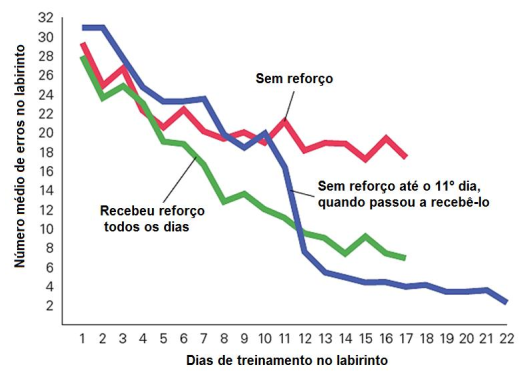 Número médio de erros no labirinto
32
30
28
26
24
22
20
18
16
14
12
10
8
6
4
2
Sem reforço
Sem reforço até o 11º dia,
quando passou a recebê-lo
Recebeu reforço
todos os dias
1 2 3 4 5 6 7 8 9 10 11 12 13 14 15 16 17 18 19 20 21 22
Dias de treinamento no labirinto